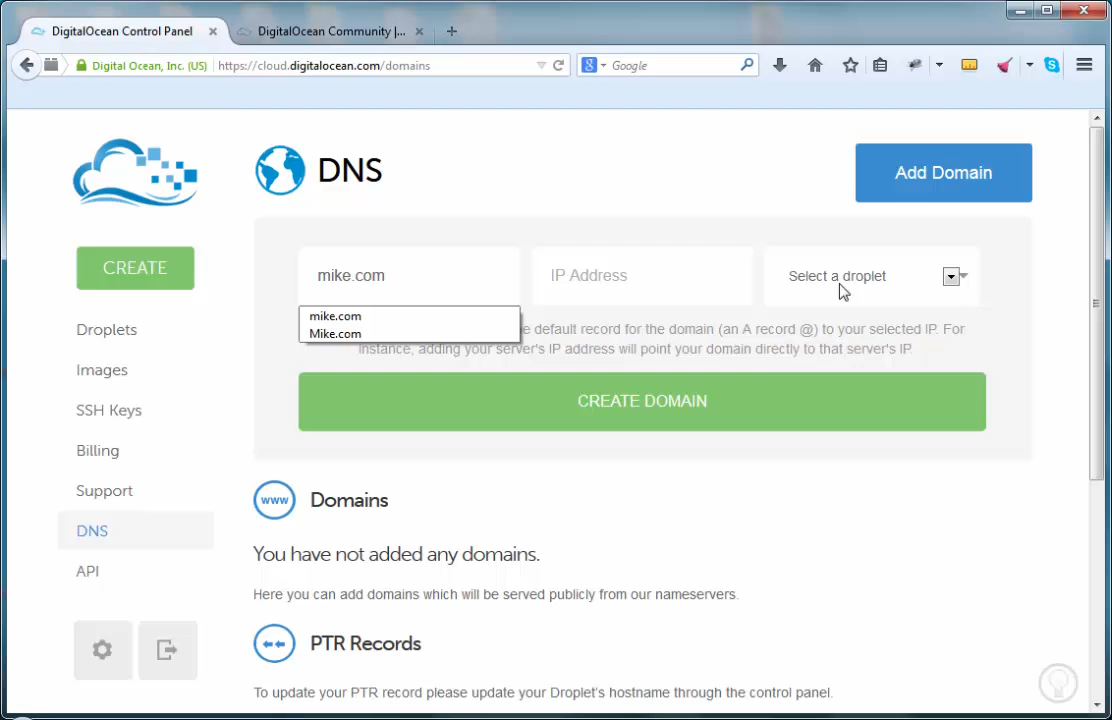 DigitalOcean Control Panel
DigitalOcean Community |...
Digital Ocean, Inc. (US)
https://cloud.digitalocean.com/domains
Google
DNS
Add Domain
CREATE
mike.com
IP Address
Select a droplet
mike.com
Mike.com
Droplets
default record for the domain (an A record @) to your selected IP. For
instance, adding your server's IP address will point your domain directly to that server's IP.
Images
CREATE DOMAIN
SSH Keys
Billing
Support
www
Domains
DNS
You have not added any domains.
API
Here you can add domains which will be served publicly from our nameservers.
PTR Records
To update your PTR record please update your Droplet's hostname through the control panel.